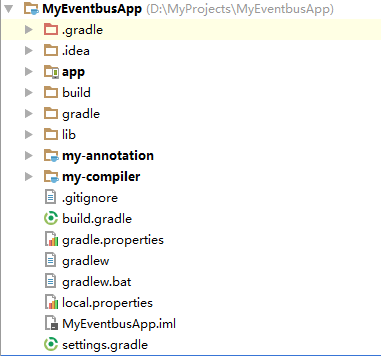 MyEventbusApp (D:\MyProjects\MyEventbusApp)
.gradle
.idea
app
build
gradle
lib
my-annotation
my-compiler
.gitignore
build.gradle
gradle.properties
gradlew
gradlew.bat
local.properties
MyEventbusApp.iml
settings.gradle